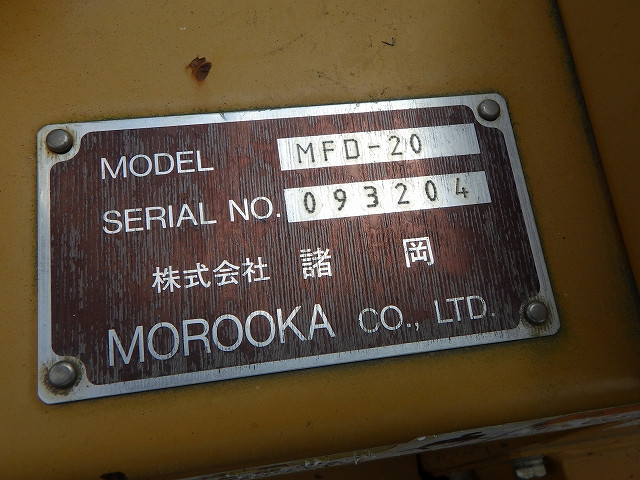 MODEL MFD-20
SERIAL NO. 093204
株式会社 諸岡
MOROOKA CO., LTD.